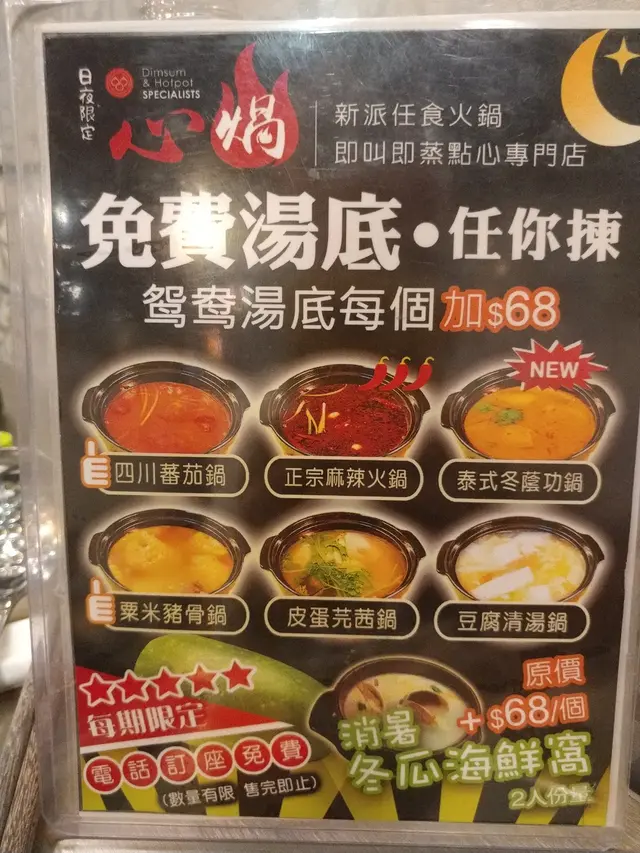 日夜限定
Dimsum
& Hotpot
SPECIALISTS
心煱
新派任食火鍋
即叫即蒸點心專門店
免費湯底・任你揀
鴛鴦湯底每個加$68
NEW
四川蕃茄鍋
正宗麻辣火鍋
泰式冬蔭功鍋
粟米豬骨鍋
皮蛋芫茜鍋
豆腐清湯鍋
每期限定
電話訂座免費
(數量有限 售完即止)
原價
+$68/個
消暑
冬瓜海鮮窩
2人份量